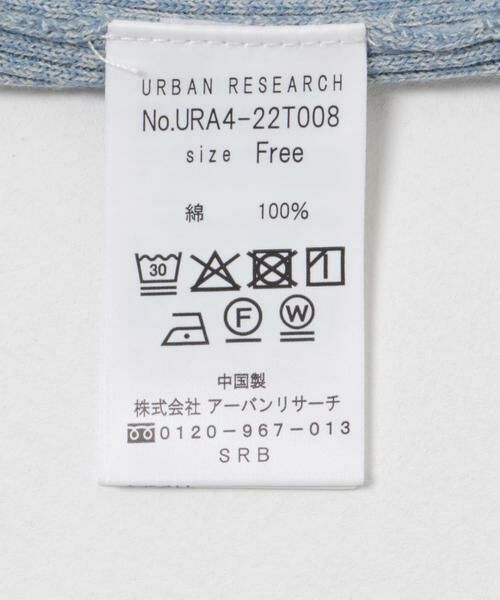 URBAN RESEARCH
No.URA4-22T008
size Free
綿 100%
30
F W
中国製
株式会社 アーバンリサーチ
0120-967-013
SRB